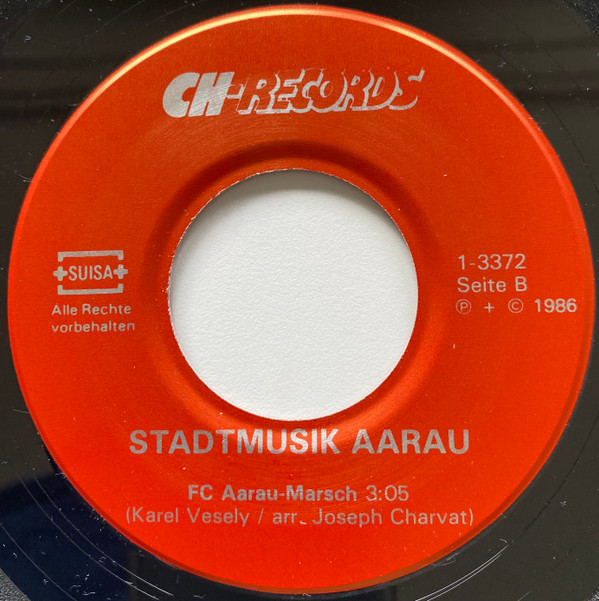 CH-RECORDS
+SUISA+
Alle Rechte
vorbehalten
1-3372
Seite B
Ⓟ + © 1986
STADTMUSIK AARAU
FC Aarau-Marsch 3:05
(Karel Vesely / arr. Joseph Charvat)